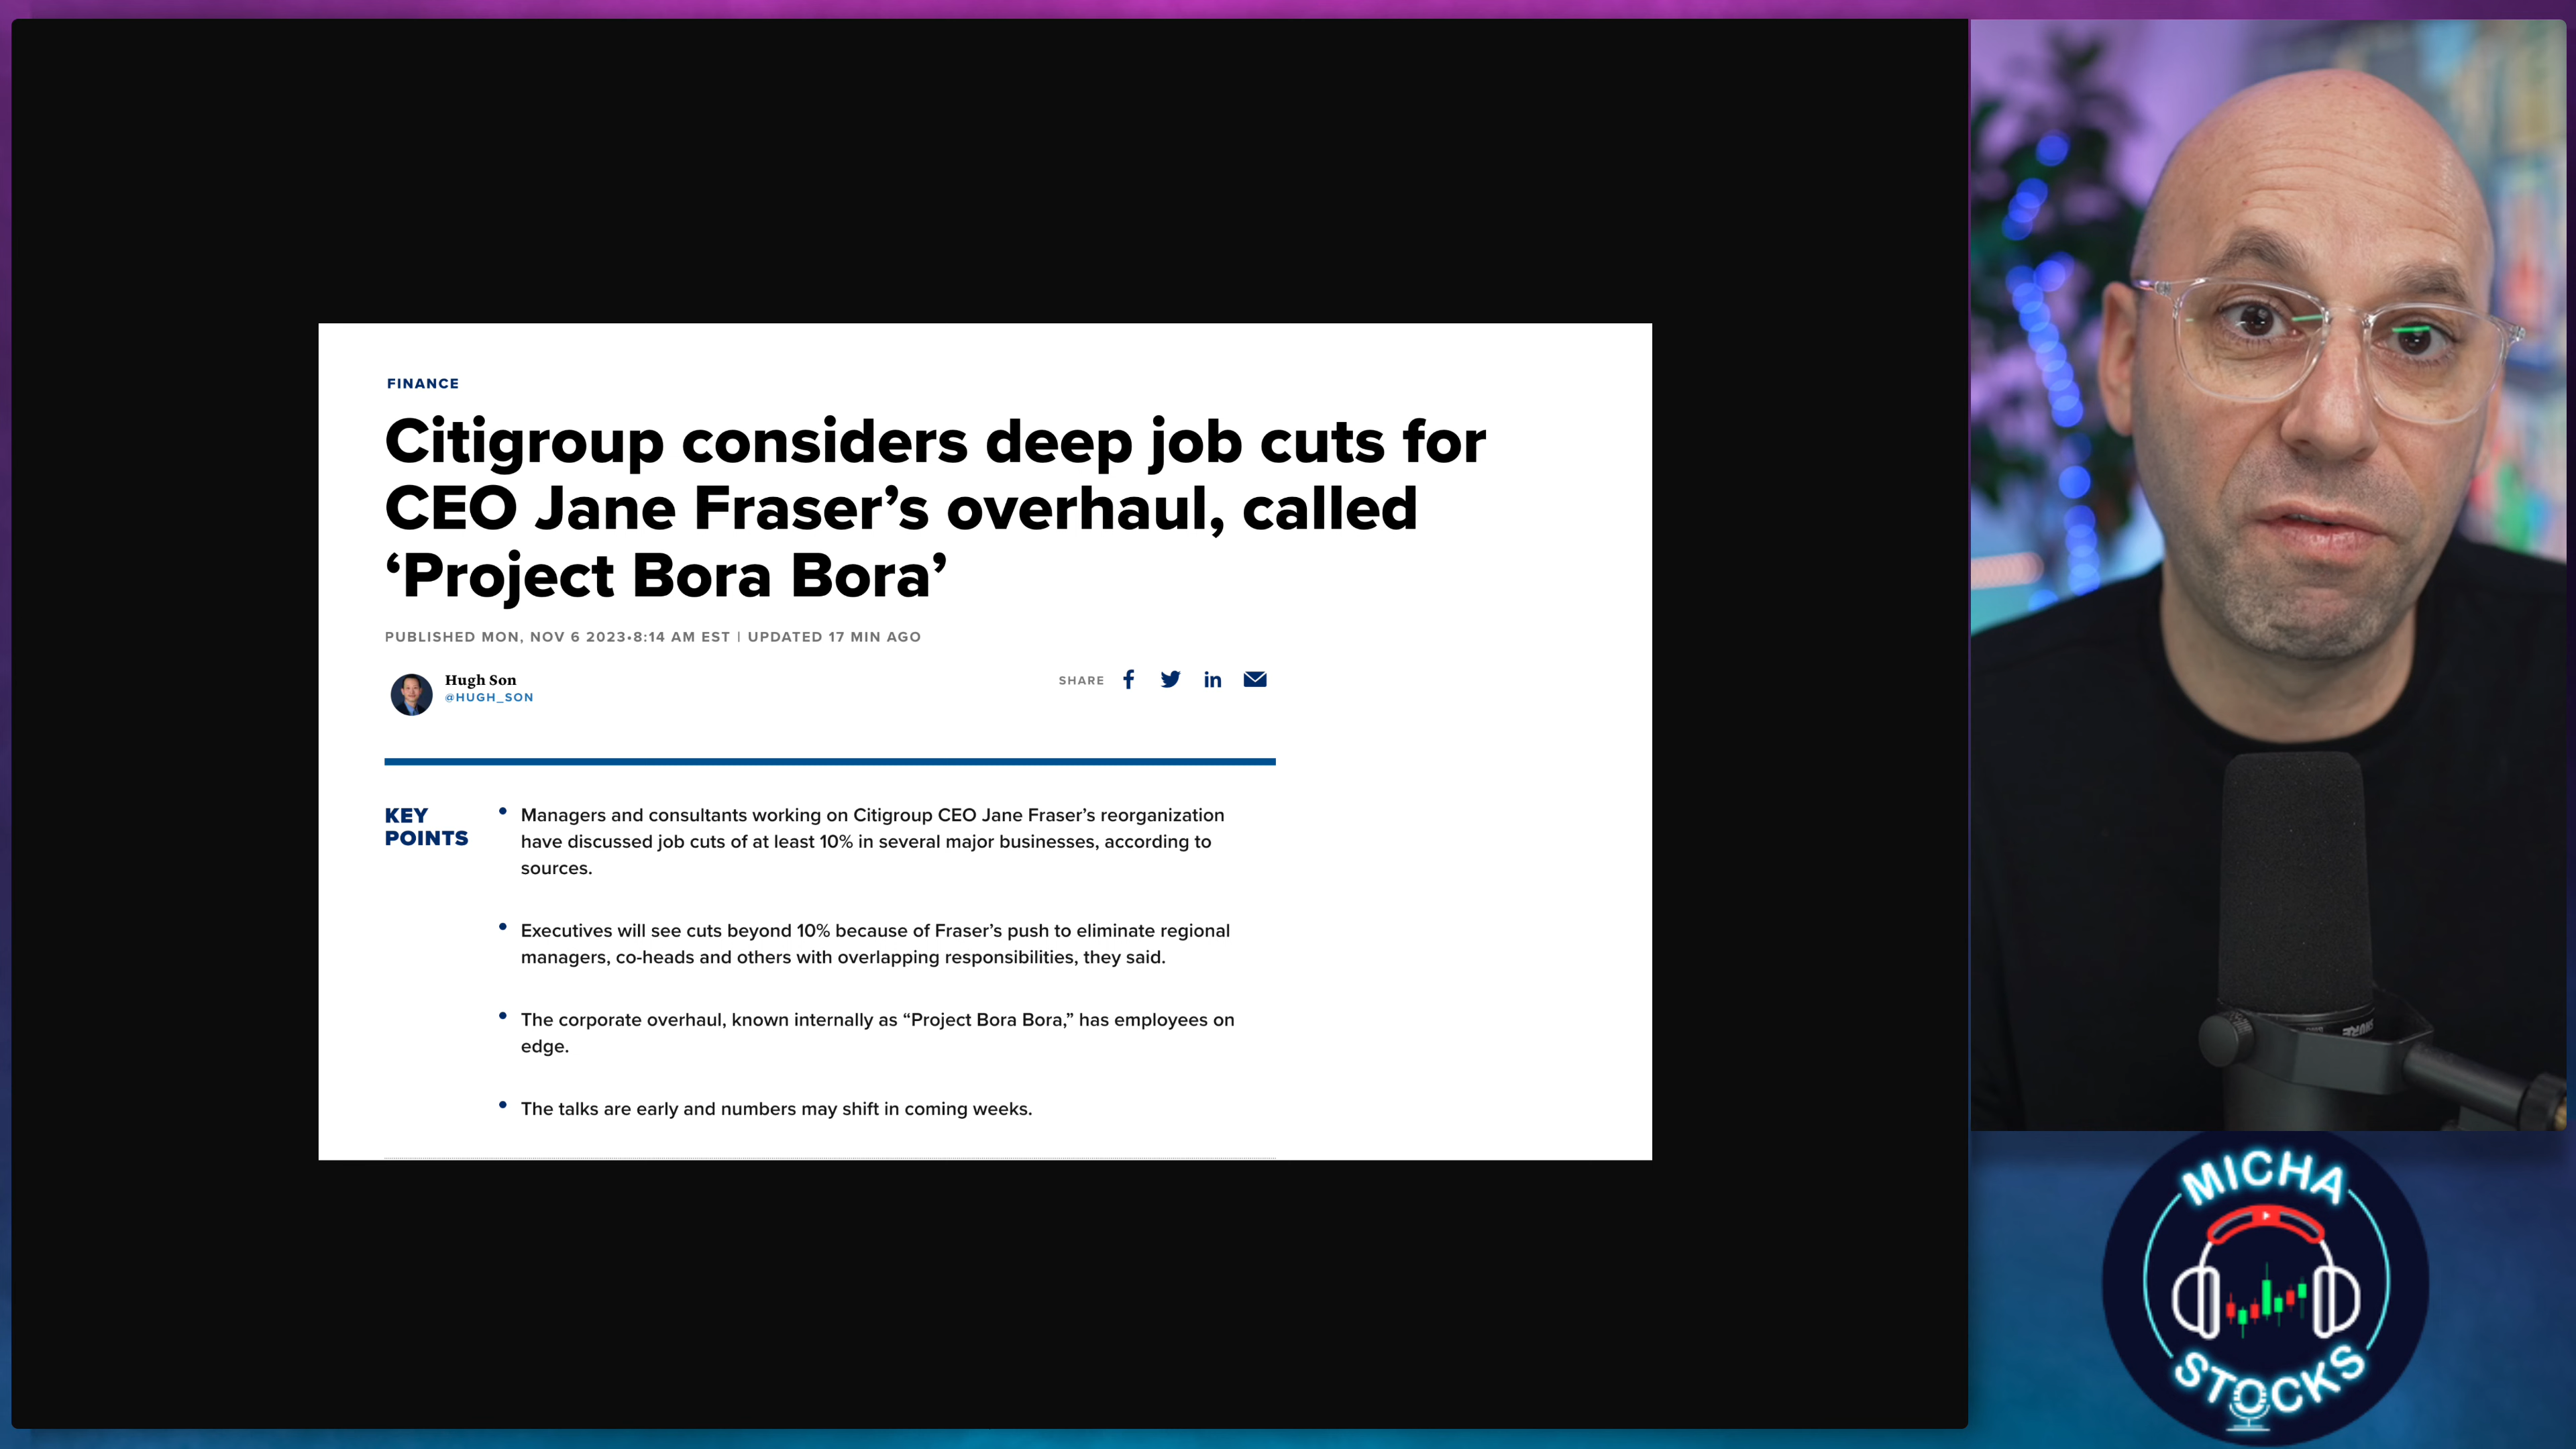 FINANCE
Citigroup considers deep job cuts for
CEO Jane Fraser’s overhaul, called
‘Project Bora Bora’
PUBLISHED MON, NOV 6 2023•8:14 AM EST | UPDATED 17 MIN AGO
Hugh Son
@HUGH_SON
SHARE
KEY
POINTS
• Managers and consultants working on Citigroup CEO Jane Fraser’s reorganization
have discussed job cuts of at least 10% in several major businesses, according to
sources.
• Executives will see cuts beyond 10% because of Fraser’s push to eliminate regional
managers, co-heads and others with overlapping responsibilities, they said.
• The corporate overhaul, known internally as “Project Bora Bora,” has employees on
edge.
• The talks are early and numbers may shift in coming weeks.
SHURE
MICHA
STOCKS